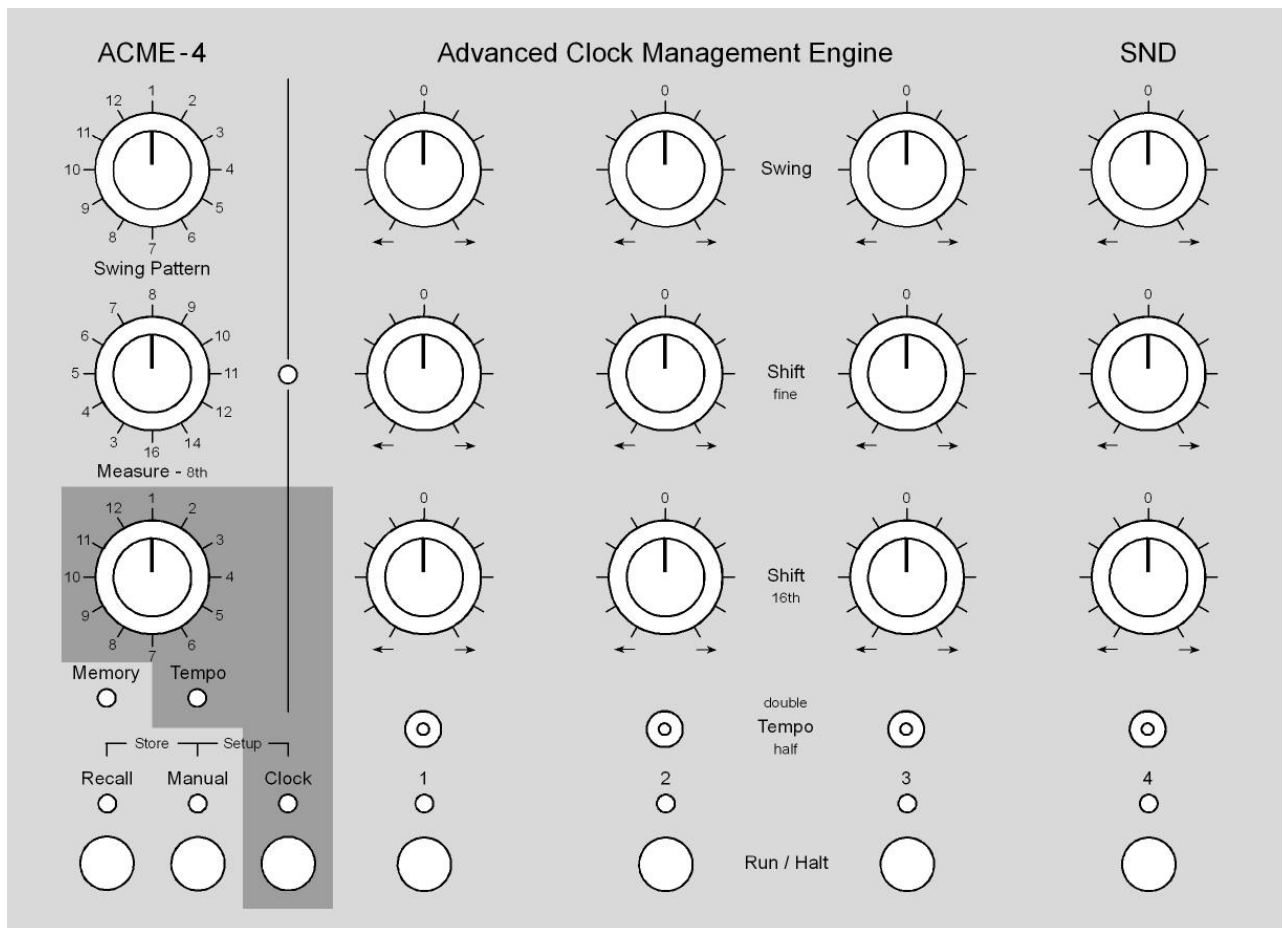 ACME-4 Advanced Clock Management Engine SND
1 2 3 4 5 6 7 8 9 10 11 12
Swing Pattern
0 0 0 Swing 0
8 9 10 11 12 14 16 3 4 5 6 7
Measure - 8th
0 0 0 0
Shift
fine
1 2 3 4 5 6 7 8 9 10 11 12
0 0 0 0
Shift
16th
Memory Tempo
double
Tempo
half
Store Setup
Recall Manual Clock 1 2 3 4
Run / Halt